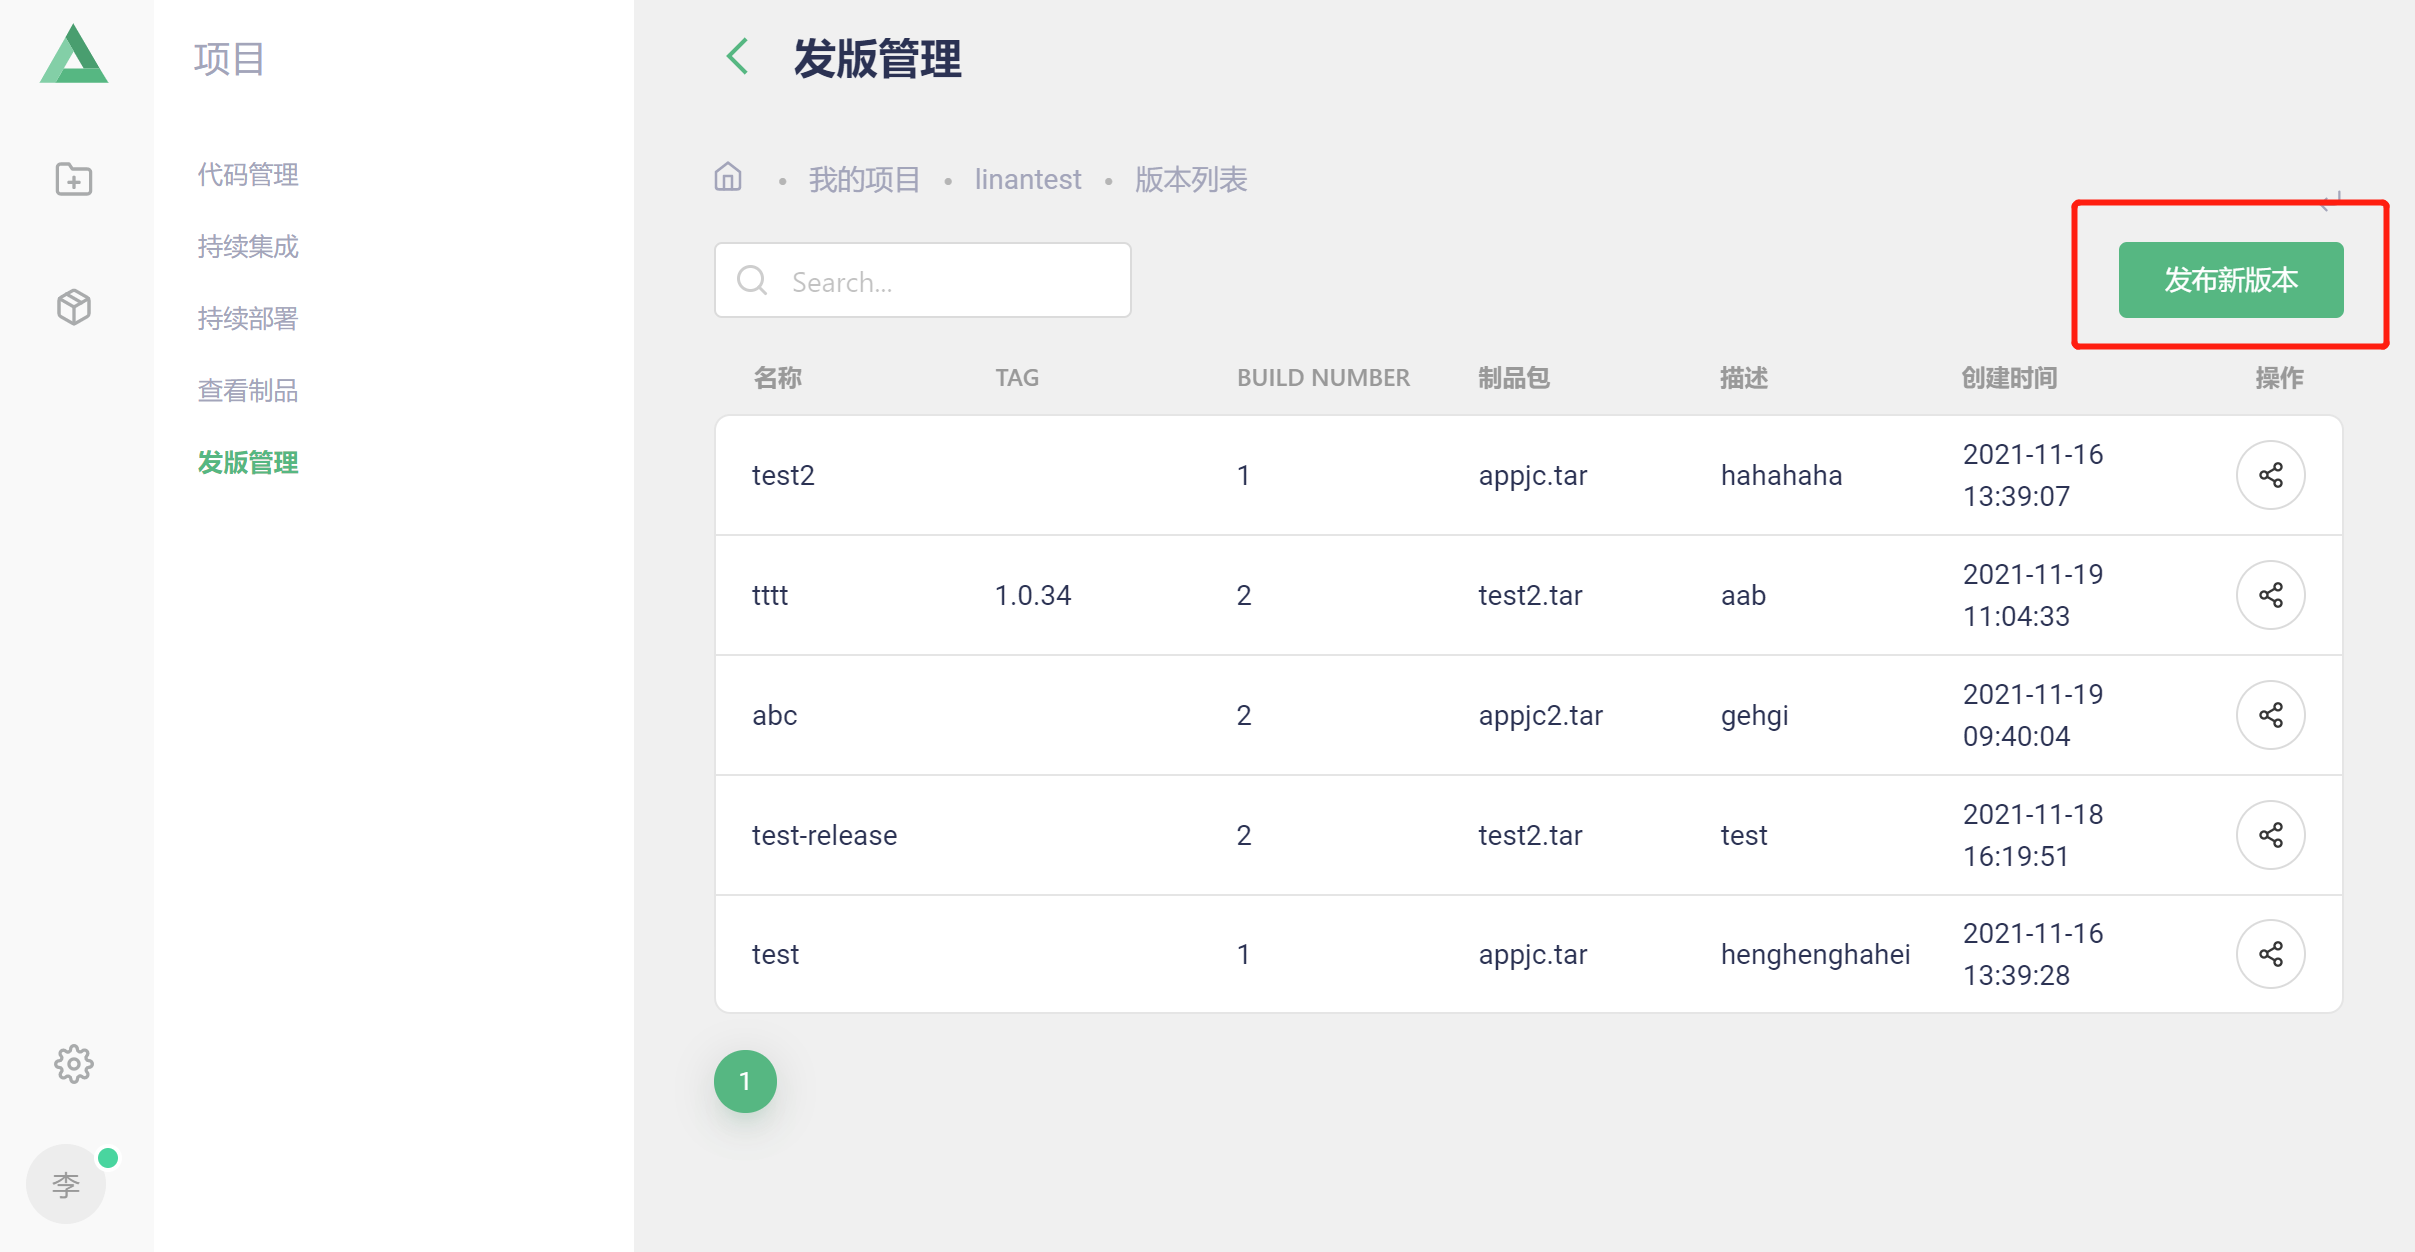 项目
代码管理
持续集成
持续部署
查看制品
发版管理
李
发版管理
我的项目 • linantest • 版本列表
Search...
发布新版本
名称 TAG BUILD NUMBER 制品包 描述 创建时间 操作
test2 1 appjc.tar hahahaha 2021-11-16 13:39:07
tttt 1.0.34 2 test2.tar aab 2021-11-19 11:04:33
abc 2 appjc2.tar gehgi 2021-11-19 09:40:04
test-release 2 test2.tar test 2021-11-18 16:19:51
test 1 appjc.tar henghenghahei 2021-11-16 13:39:28
1